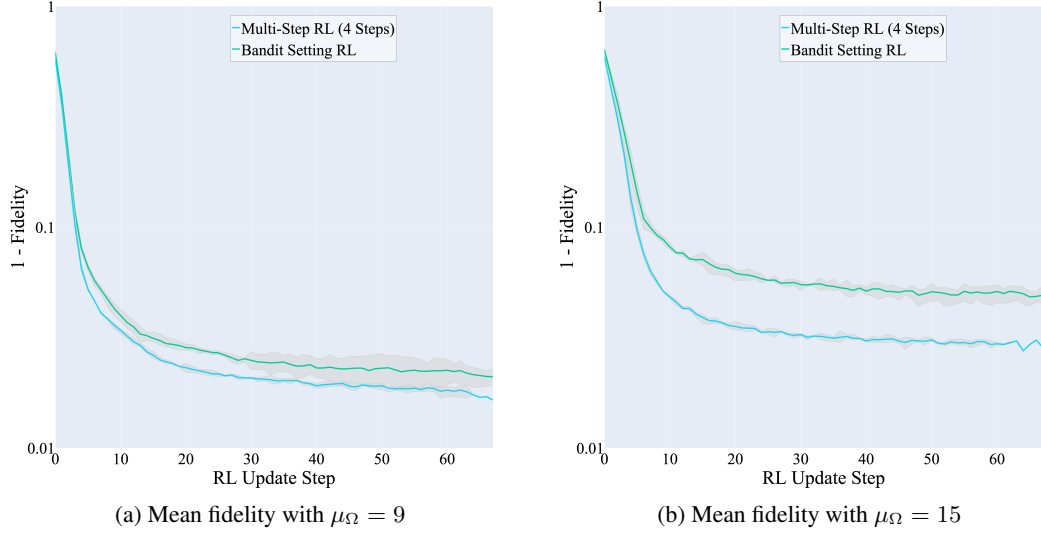 1
Multi-Step RL (4 Steps)
Bandit Setting RL
1 - Fidelity
0.1
0.01
0 10 20 30 40 50 60
RL Update Step
(a) Mean fidelity with μ_Ω = 9
1
Multi-Step RL (4 Steps)
Bandit Setting RL
1 - Fidelity
0.1
0.01
0 10 20 30 40 50 60
RL Update Step
(b) Mean fidelity with μ_Ω = 15